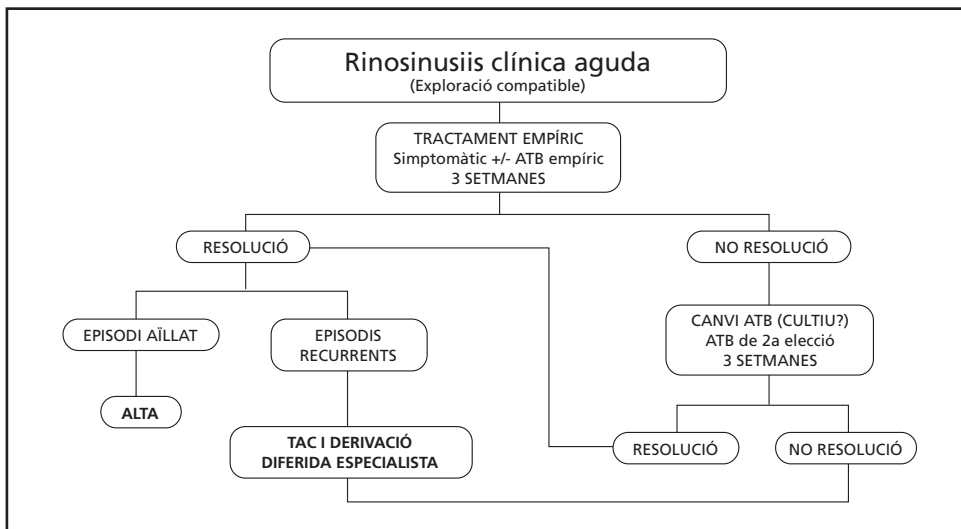 Rinosinusiis clínica aguda
(Exploració compatible)
TRACTAMENT EMPÍRIC
Simptomàtic +/- ATB empíric
3 SETMANES
RESOLUCIÓ
NO RESOLUCIÓ
EPISODI AÏLLAT
EPISODIS
RECURRENTS
CANVI ATB (CULTIU?)
ATB de 2a elecció
3 SETMANES
ALTA
TAC I DERIVACIÓ
DIFERIDA ESPECIALISTA
RESOLUCIÓ
NO RESOLUCIÓ